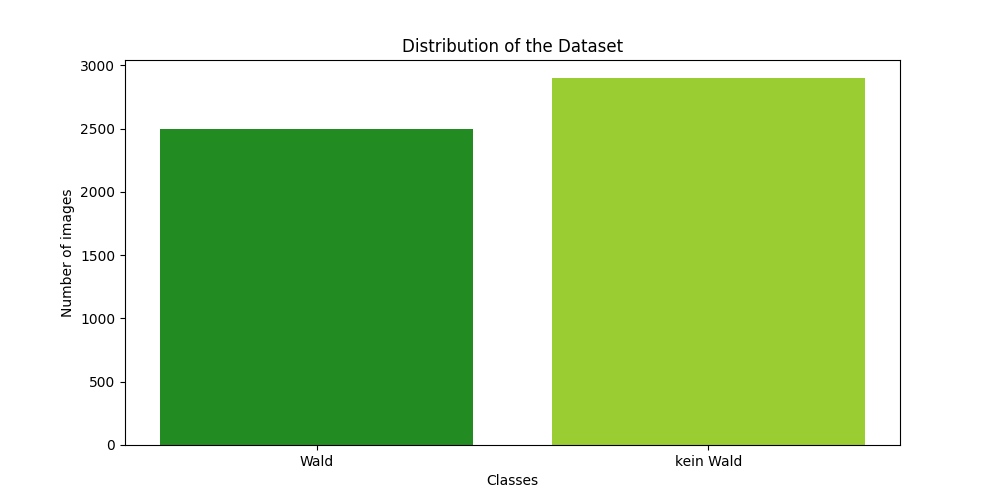 Distribution of the Dataset
3000
2500
2000
1500
1000
500
0
Number of images
Wald
kein Wald
Classes